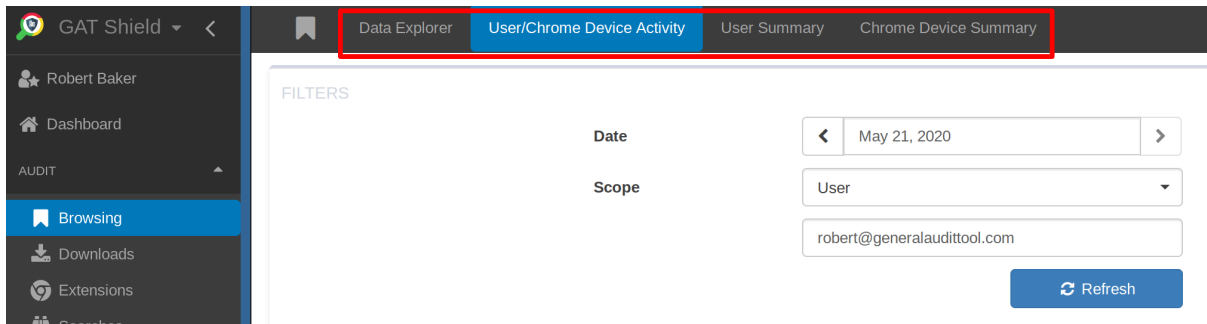 GAT Shield
Data Explorer User/Chrome Device Activity User Summary Chrome Device Summary
Robert Baker
Dashboard
AUDIT
Browsing
Downloads
Extensions
Searches
FILTERS
Date
May 21, 2020
Scope
User
robert@generalaudittool.com
Refresh